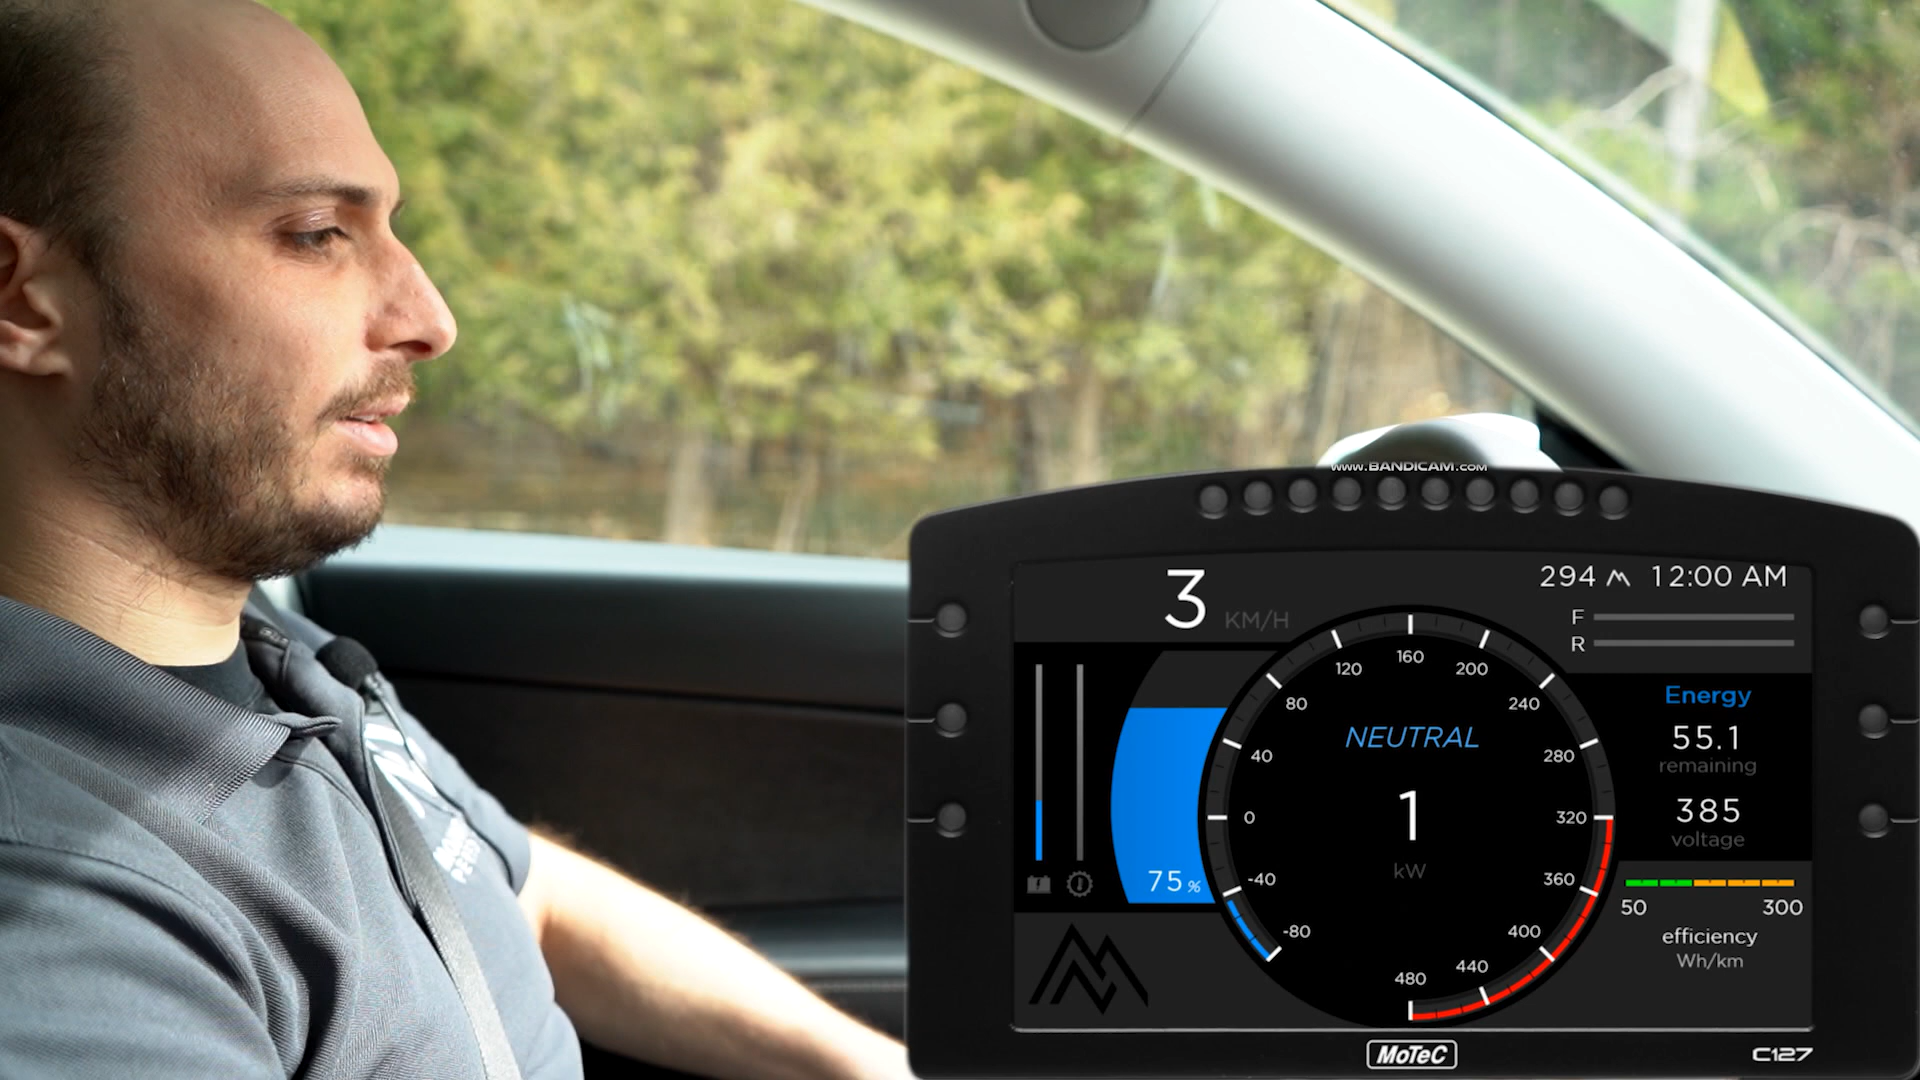 www.BANDICAM.com
3 KM/H
294 12:00 AM
F
R
120 160 200
80 240
40 280
0 320
-40 360
-80 400
480 440
NEUTRAL
1
kW
75 %
Energy
55.1
remaining
385
voltage
50 300
efficiency
Wh/km
MoTeC
C127